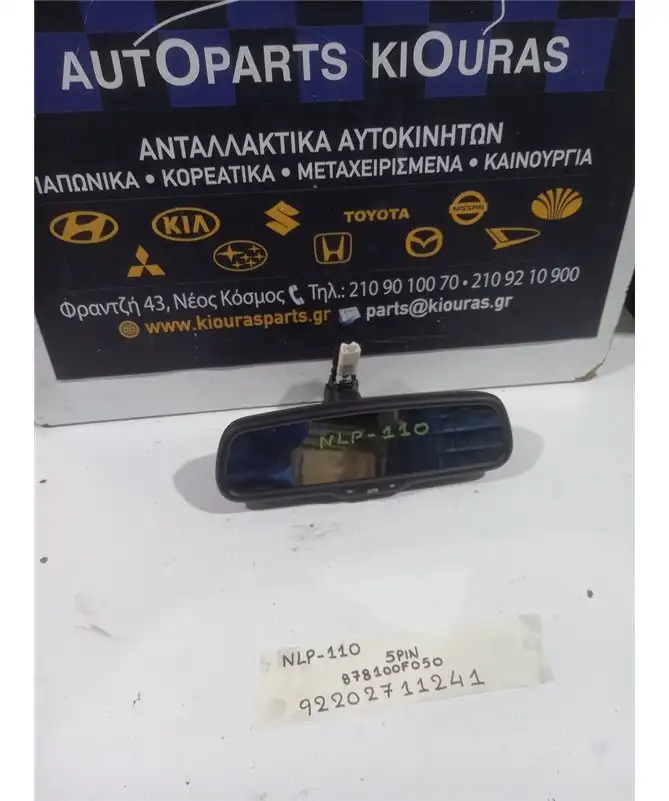 AUTOPARTS KIOURAS
ΑΝΤΑΛΛΑΚΤΙΚΑ ΑΥΤΟΚΙΝΗΤΩΝ
ΙΑΠΩΝΙΚΑ • ΚΟΡΕΑΤΙΚΑ • ΜΕΤΑΧΕΙΡΙΣΜΕΝΑ • ΚΑΙΝΟΥΡΓΙΑ
KIA TOYOTA NISSAN
Φραντζή 43, Νέος Κόσμος Τηλ.: 210 90 100 70 • 210 92 10 900
www.kiourasparts.gr parts@kiouras.gr
NLP-110
NLP-110 5PIN
878100F050
92202711241